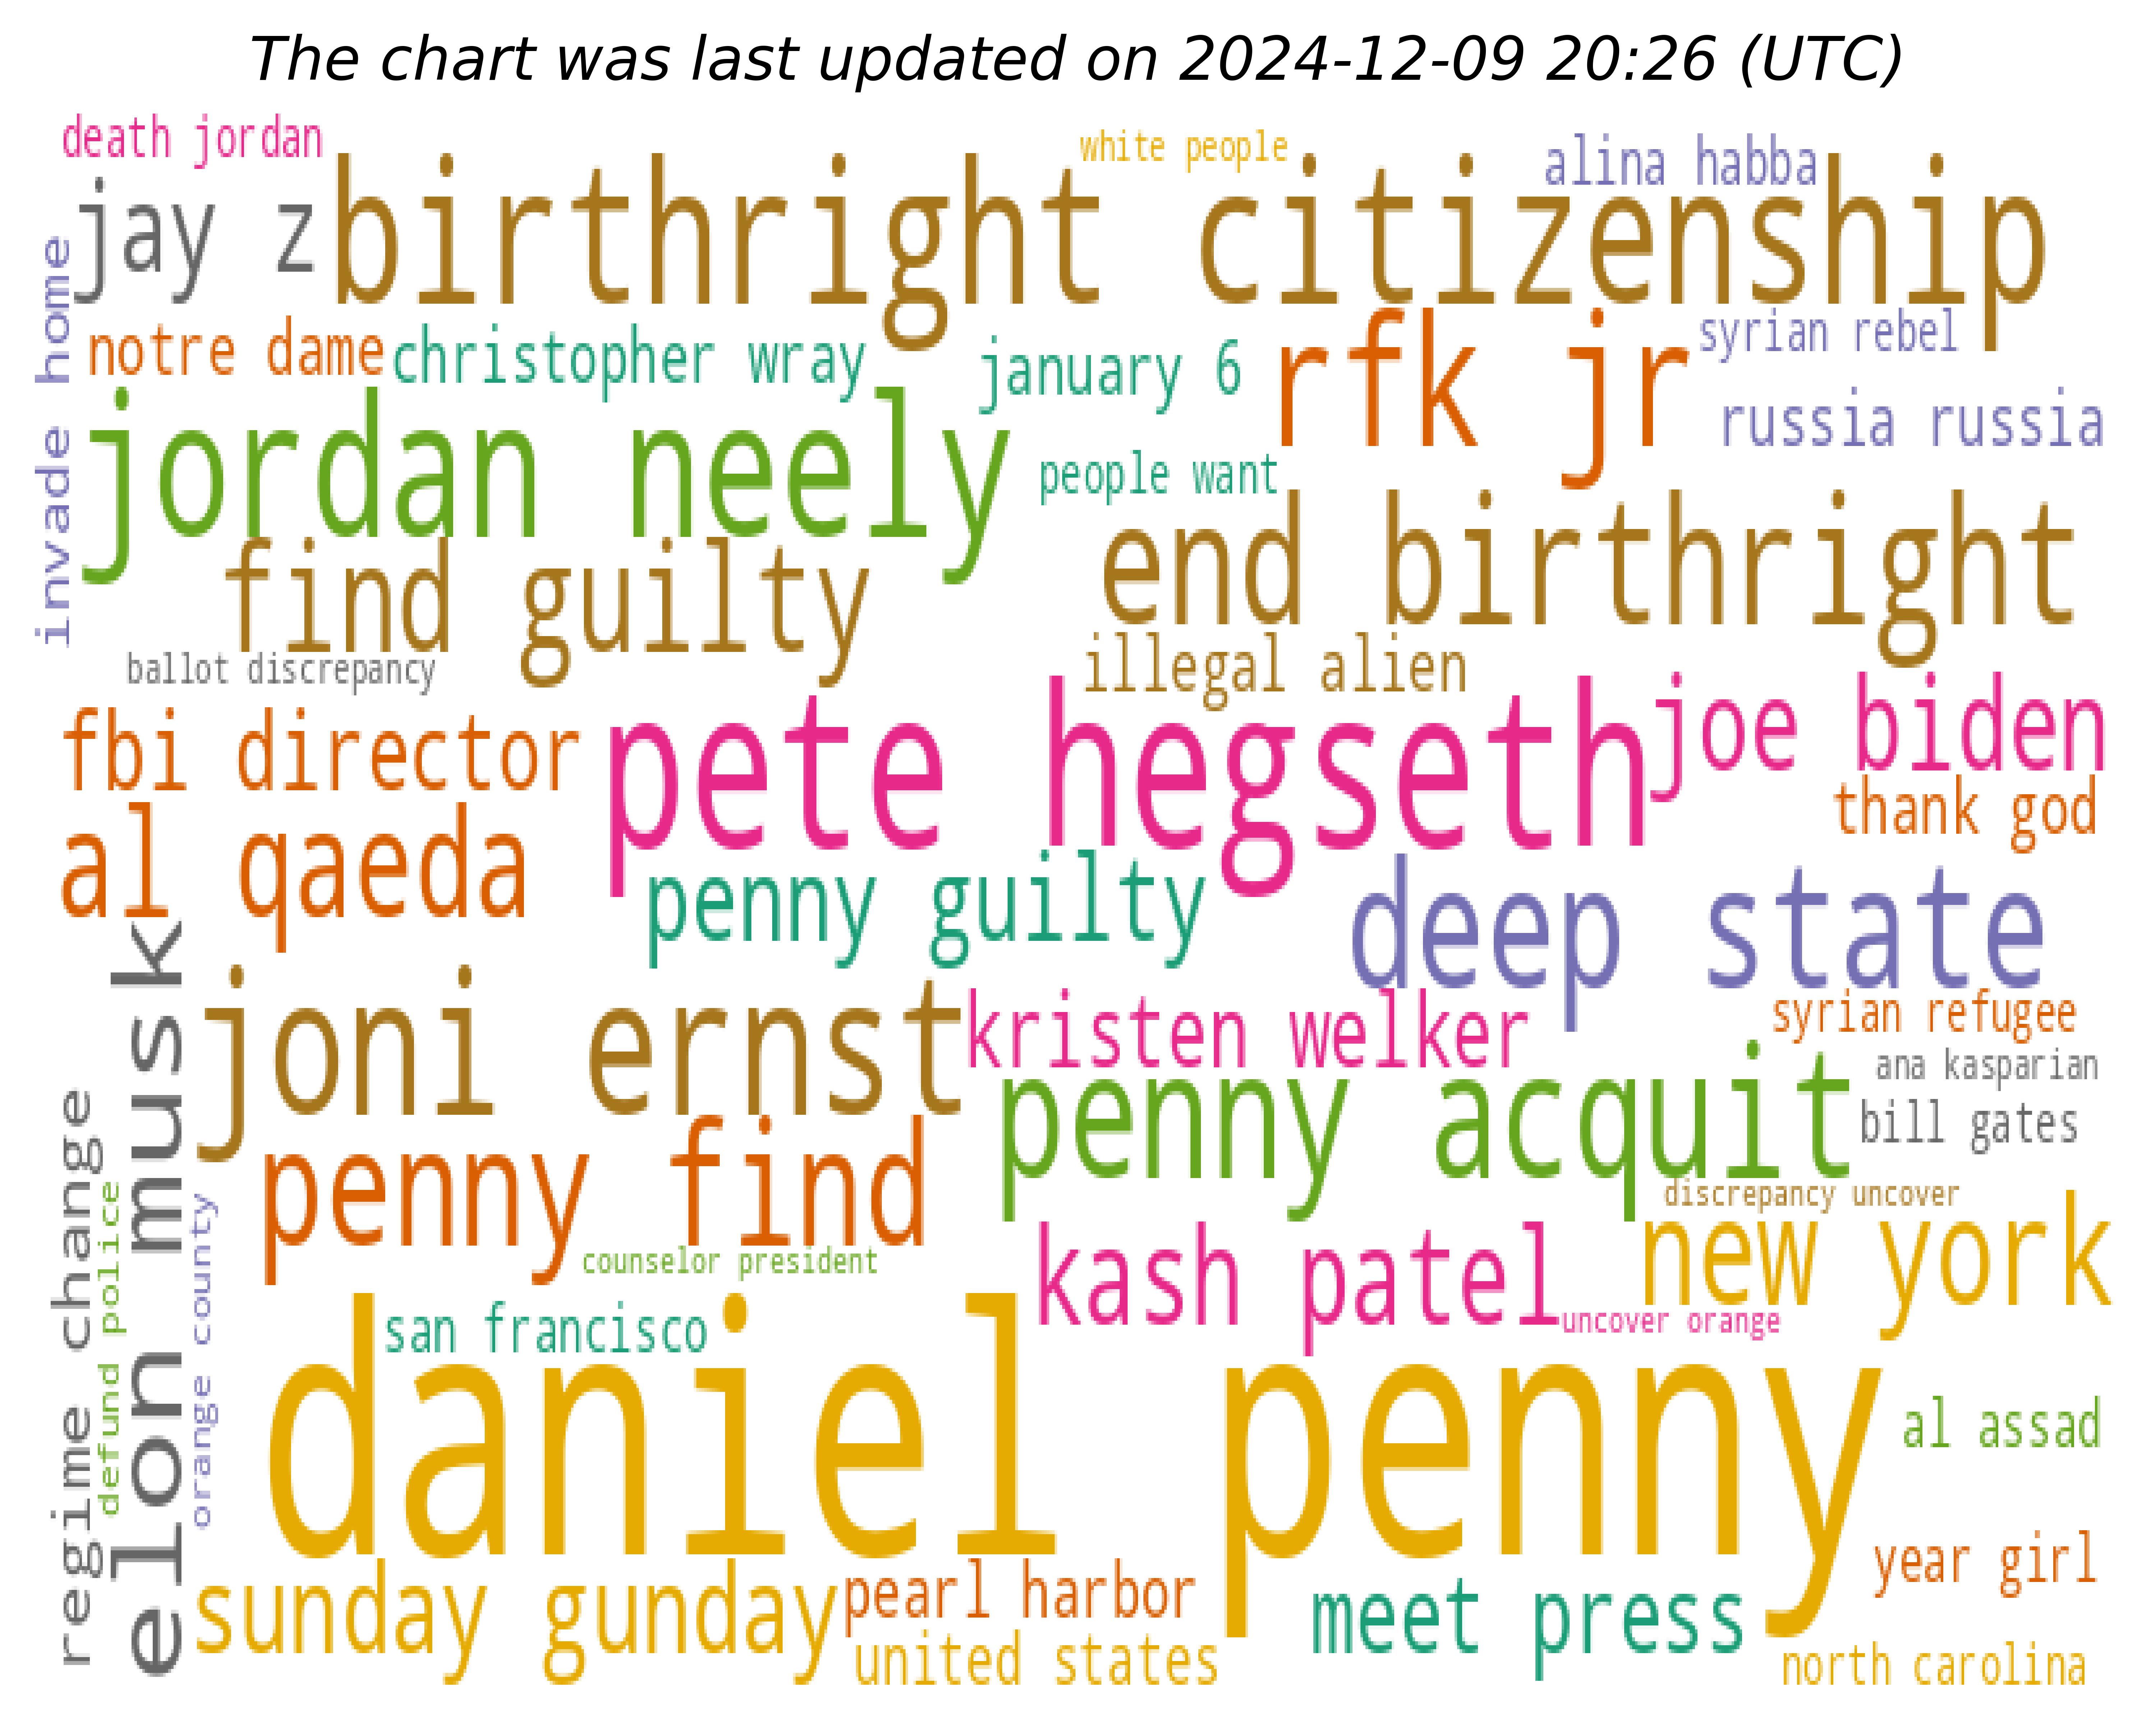 The chart was last updated on 2024-12-09 20:26 (UTC)
death jordan
white people
alina habba
jay z
birthright citizenship
invade home
notre dame
christopher wray
january 6
rfk jr
syrian rebel
russia russia
jordan neely
people want
end birthright
find guilty
ballot discrepancy
illegal alien
fbi director
pete hegseth
joe biden
thank god
al qaeda
penny guilty
deep state
elon musk
joni ernst
kristen welker
syrian refugee
ana kasparian
penny acquit
bill gates
regime change
defund police
orange county
penny find
discrepancy uncover
counselor president
kash patel
new york
uncover orange
san francisco
daniel penny
al assad
year girl
sunday gunday
pearl harbor
meet press
united states
north carolina